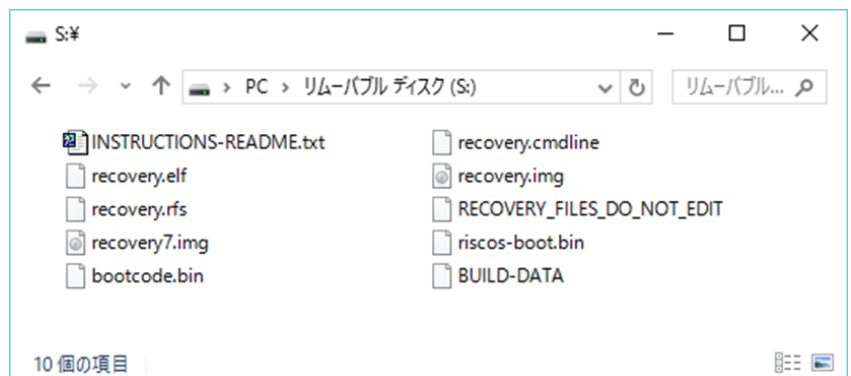 S:¥
PC > リムーバブル ディスク (S:)
リムーバブル...
INSTRUCTIONS-README.txt
recovery.cmdline
recovery.elf
recovery.img
recovery.rfs
RECOVERY_FILES_DO_NOT_EDIT
recovery7.img
riscos-boot.bin
bootcode.bin
BUILD-DATA
10 個の項目